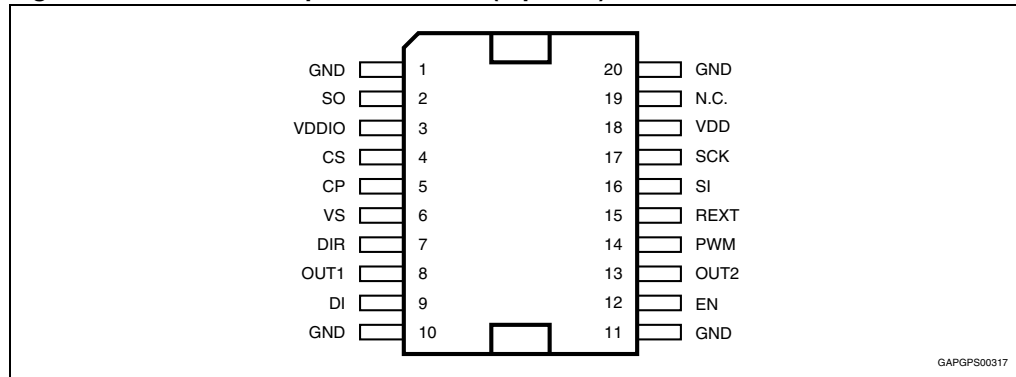 GND 1 20 GND
SO 2 19 N.C.
VDDIO 3 18 VDD
CS 4 17 SCK
CP 5 16 SI
VS 6 15 REXT
DIR 7 14 PWM
OUT1 8 13 OUT2
DI 9 12 EN
GND 10 11 GND
GAPGPS00317